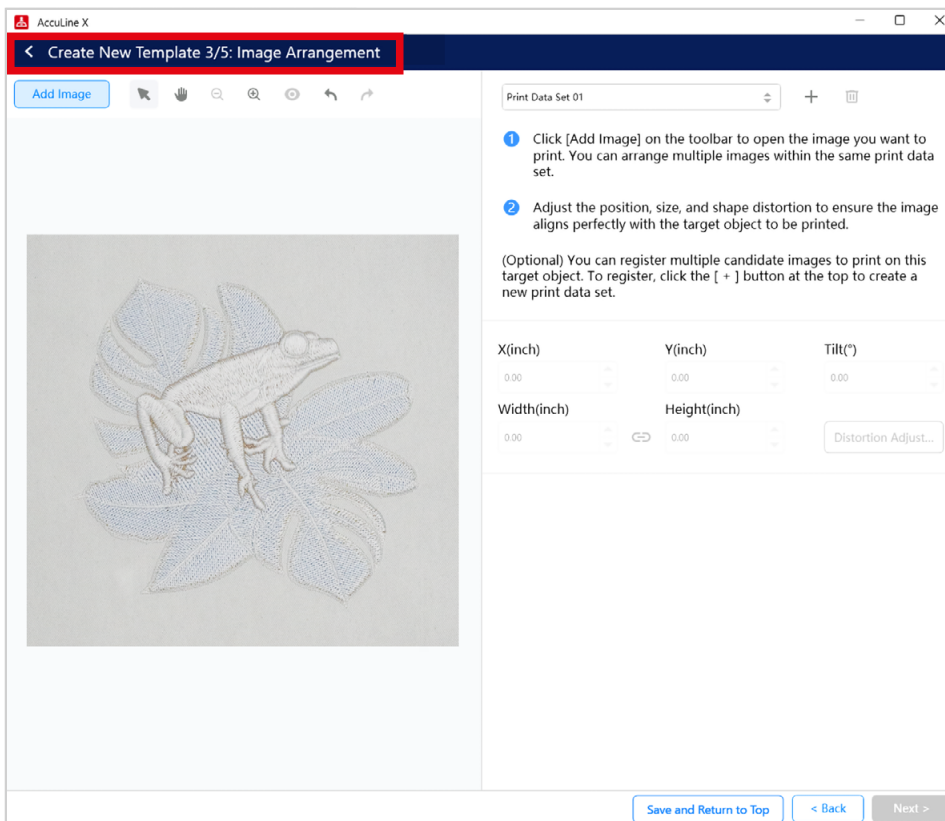 AccuLine X
Create New Template 3/5: Image Arrangement
Add Image
Print Data Set 01
1 Click [Add Image] on the toolbar to open the image you want to
print. You can arrange multiple images within the same print data
set.
2 Adjust the position, size, and shape distortion to ensure the image
aligns perfectly with the target object to be printed.
(Optional) You can register multiple candidate images to print on this
target object. To register, click the [ + ] button at the top to create a
new print data set.
X(inch) Y(inch) Tilt(°)
0.00 0.00 0.00
Width(inch) Height(inch)
0.00 0.00 Distortion Adjust...
Save and Return to Top < Back Next >